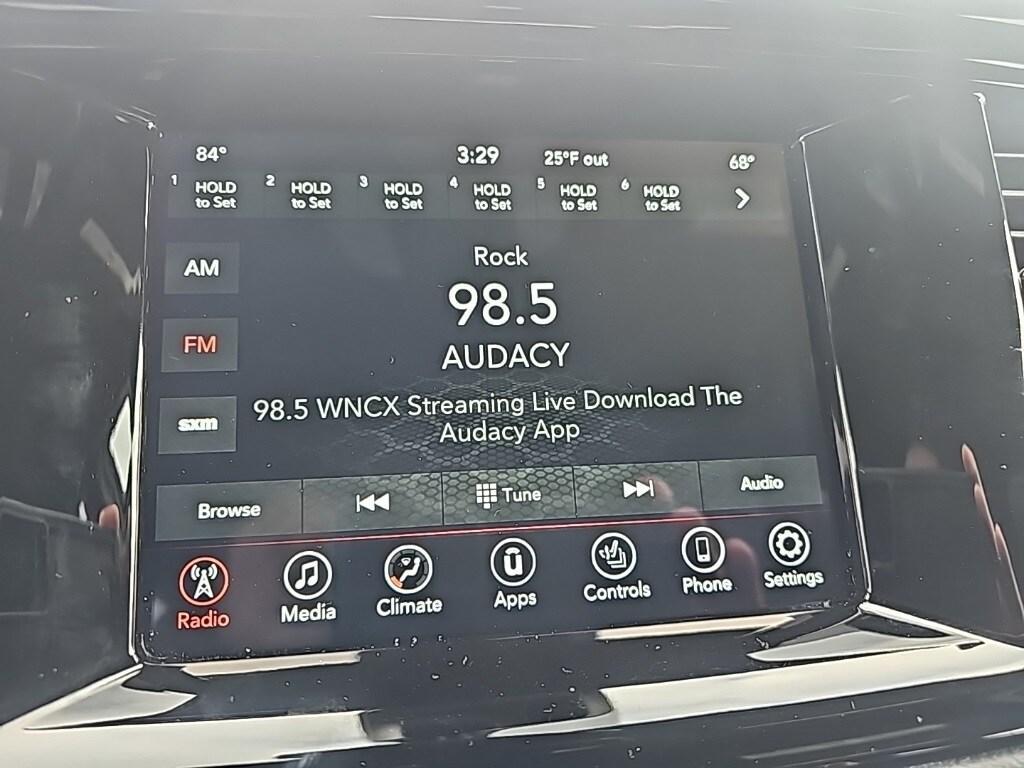 84° 3:29 25°F out 68°
1 HOLD to Set 2 HOLD to Set 3 HOLD to Set 4 HOLD to Set 5 HOLD to Set 6 HOLD to Set
AM
Rock
98.5
FM
AUDACY
sxm
98.5 WNCX Streaming Live Download The
Audacy App
Browse Tune Audio
Radio Media Climate Apps Controls Phone Settings